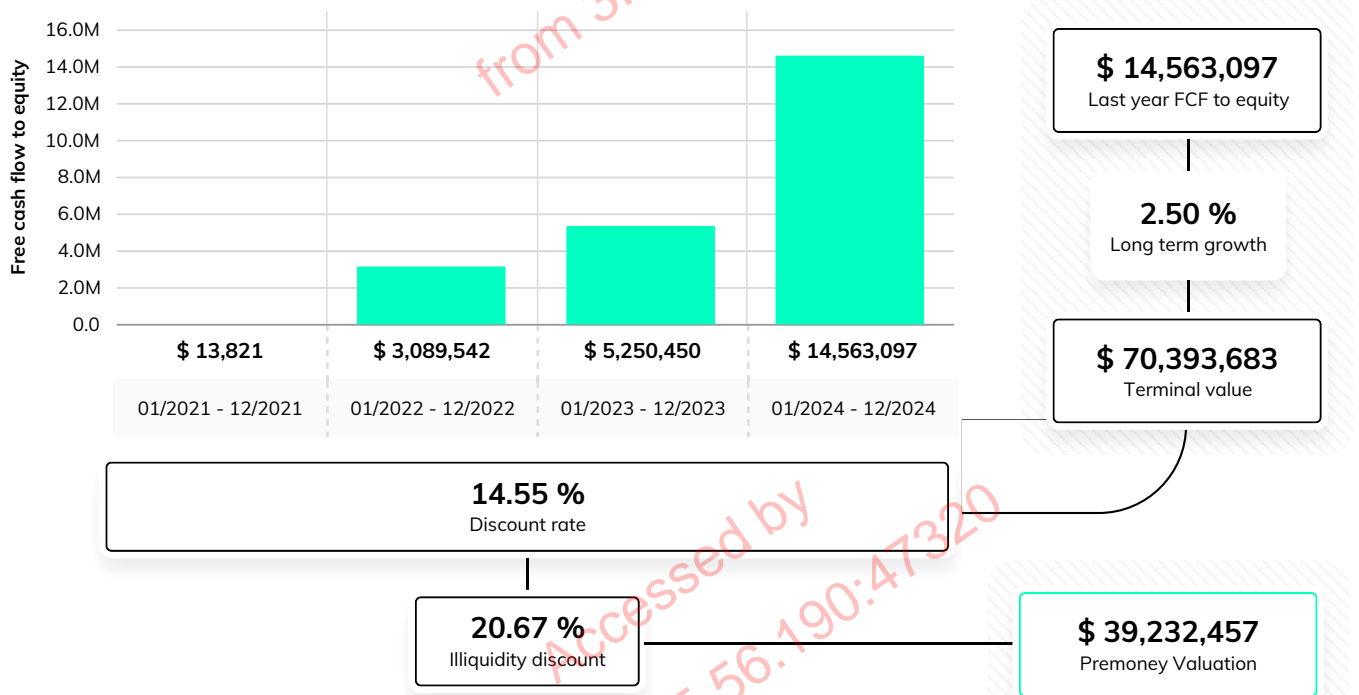 from 3.
16.0M
14.0M
12.0M
10.0M
8.0M
6.0M
4.0M
2.0M
0.0
Free cash flow to equity
$ 13,821
$ 3,089,542
$ 5,250,450
$ 14,563,097
01/2021 - 12/2021
01/2022 - 12/2022
01/2023 - 12/2023
01/2024 - 12/2024
$ 14,563,097
Last year FCF to equity
2.50 %
Long term growth
$ 70,393,683
Terminal value
14.55 %
Discount rate
20.67 %
Illiquidity discount
$ 39,232,457
Premoney Valuation
Accessed by
56.190:47320